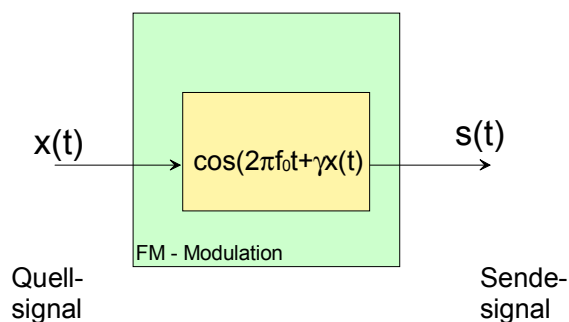 x(t)
cos(2πf₀t+γx(t)
s(t)
FM - Modulation
Quell-
signal
Sende-
signal